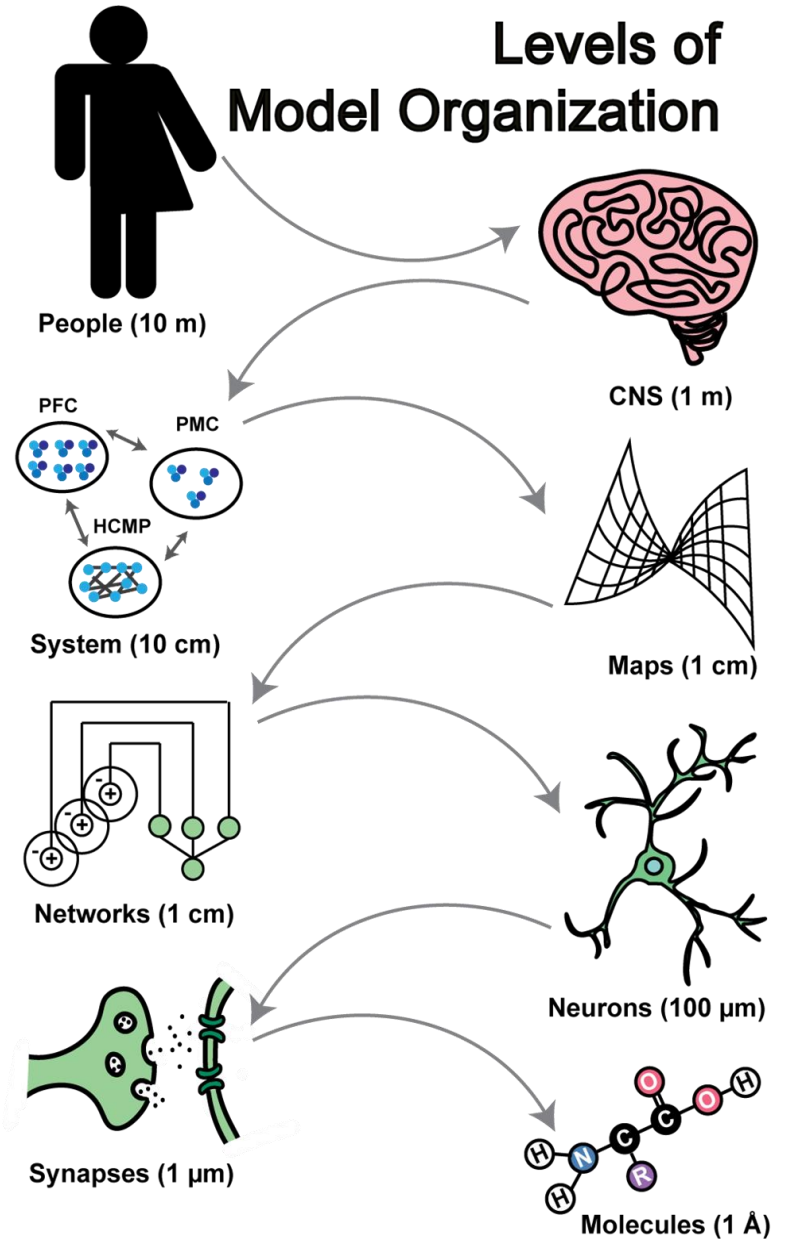 Levels of
Model Organization
People (10 m)
CNS (1 m)
PFC
PMC
HCMP
System (10 cm)
Maps (1 cm)
- +
- +
- +
Networks (1 cm)
Neurons (100 µm)
Synapses (1 µm)
O
H
O
C
C
H
N
R
H
Molecules (1 Å)